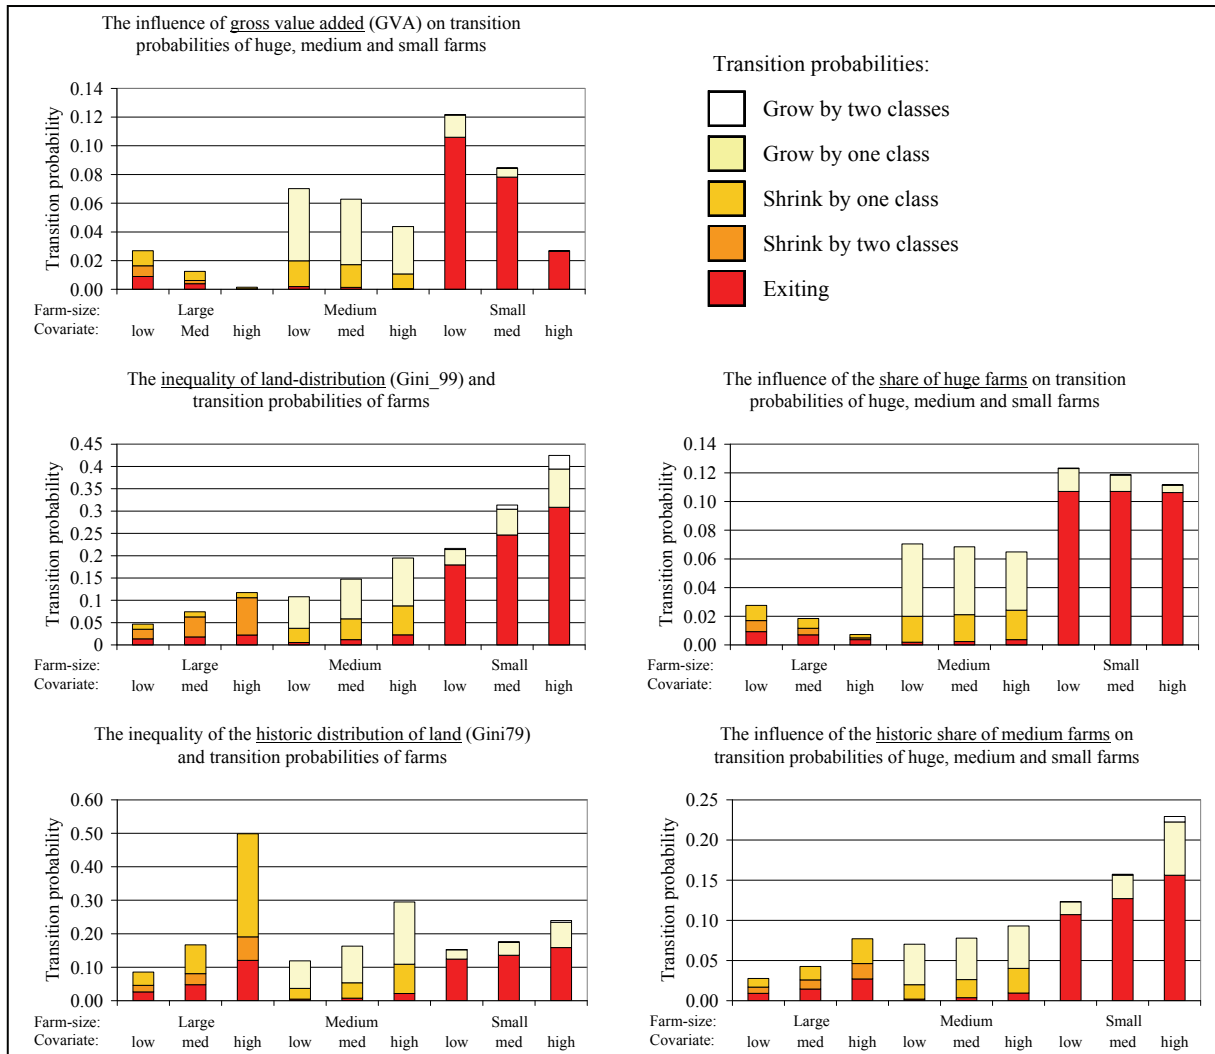 The influence of gross value added (GVA) on transition
probabilities of huge, medium and small farms
Transition probability
0.14
0.12
0.10
0.08
0.06
0.04
0.02
0.00
Farm-size: Large Medium Small
Covariate: low Med high low med high low med high
Transition probabilities:
Grow by two classes
Grow by one class
Shrink by one class
Shrink by two classes
Exiting
The inequality of land-distribution (Gini_99) and
transition probabilities of farms
Transition probability
0.45
0.4
0.35
0.3
0.25
0.2
0.15
0.1
0.05
0
Farm-size: Large Medium Small
Covariate: low med high low med high low med high
The influence of the share of huge farms on transition
probabilities of huge, medium and small farms
Transition probability
0.14
0.12
0.10
0.08
0.06
0.04
0.02
0.00
Farm-size: Large Medium Small
Covariate: low med high low med high low med high
The inequality of the historic distribution of land (Gini79)
and transition probabilities of farms
Transition probability
0.60
0.50
0.40
0.30
0.20
0.10
0.00
Farm-size: Large Medium Small
Covariate: low med high low med high low med high
The influence of the historic share of medium farms on
transition probabilities of huge, medium and small farms
Transition probability
0.25
0.20
0.15
0.10
0.05
0.00
Farm-size: Large Medium Small
Covariate: low med high low med high low med high